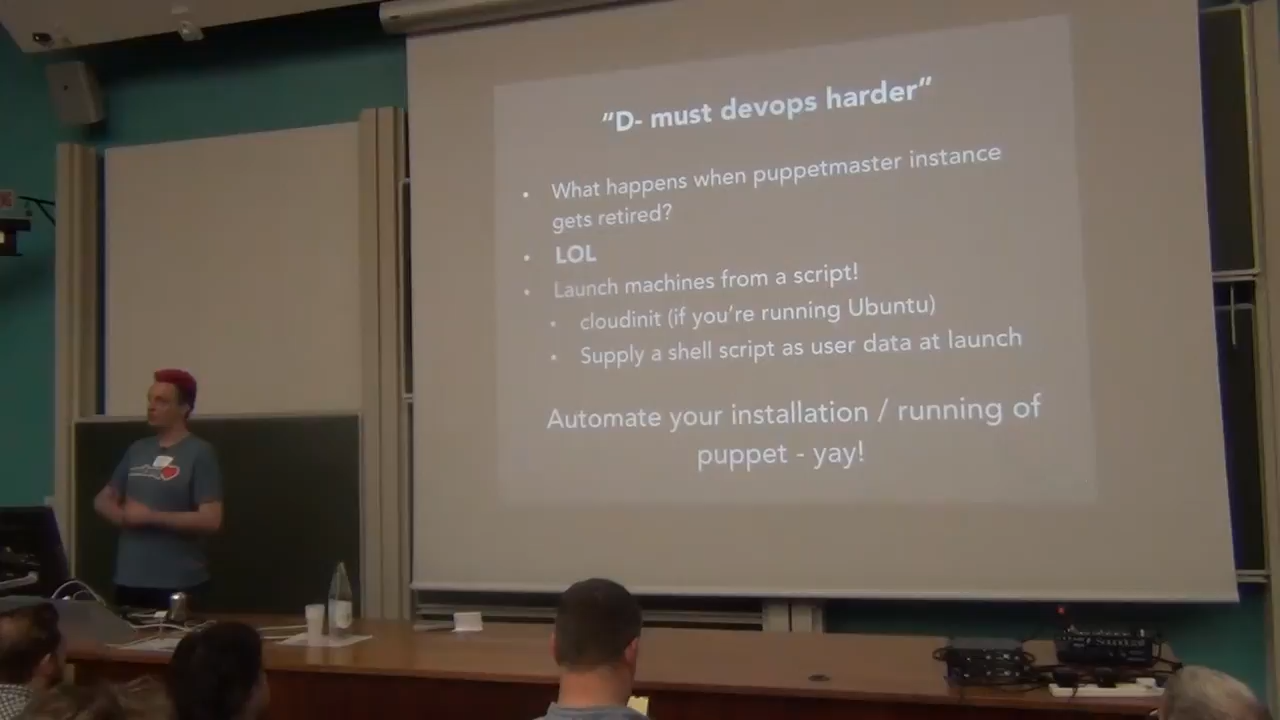 "D- must devops harder"
• What happens when puppetmaster instance
gets retired?
• LOL
• Launch machines from a script!
• cloudinit (if you're running Ubuntu)
• Supply a shell script as user data at launch
Automate your installation / running of
puppet - yay!